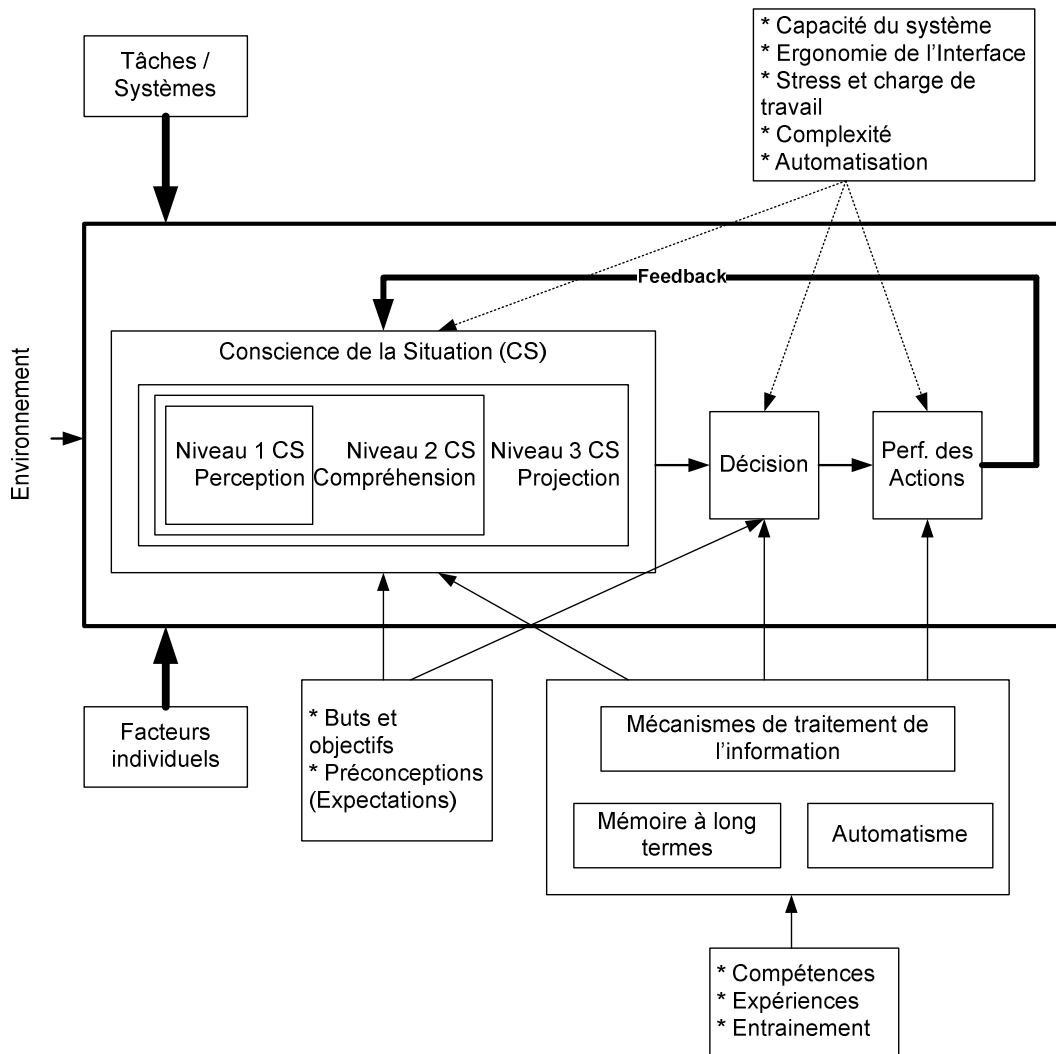 Tâches /
Systèmes
* Capacité du système
* Ergonomie de l'Interface
* Stress et charge de
travail
* Complexité
* Automatisation
Feedback
Environnement
Conscience de la Situation (CS)
Niveau 1 CS
Perception
Niveau 2 CS
Compréhension
Niveau 3 CS
Projection
Décision
Perf. des
Actions
Facteurs
individuels
* Buts et
objectifs
* Préconceptions
(Expectations)
Mécanismes de traitement de
l'information
Mémoire à long
termes
Automatisme
* Compétences
* Expériences
* Entrainement